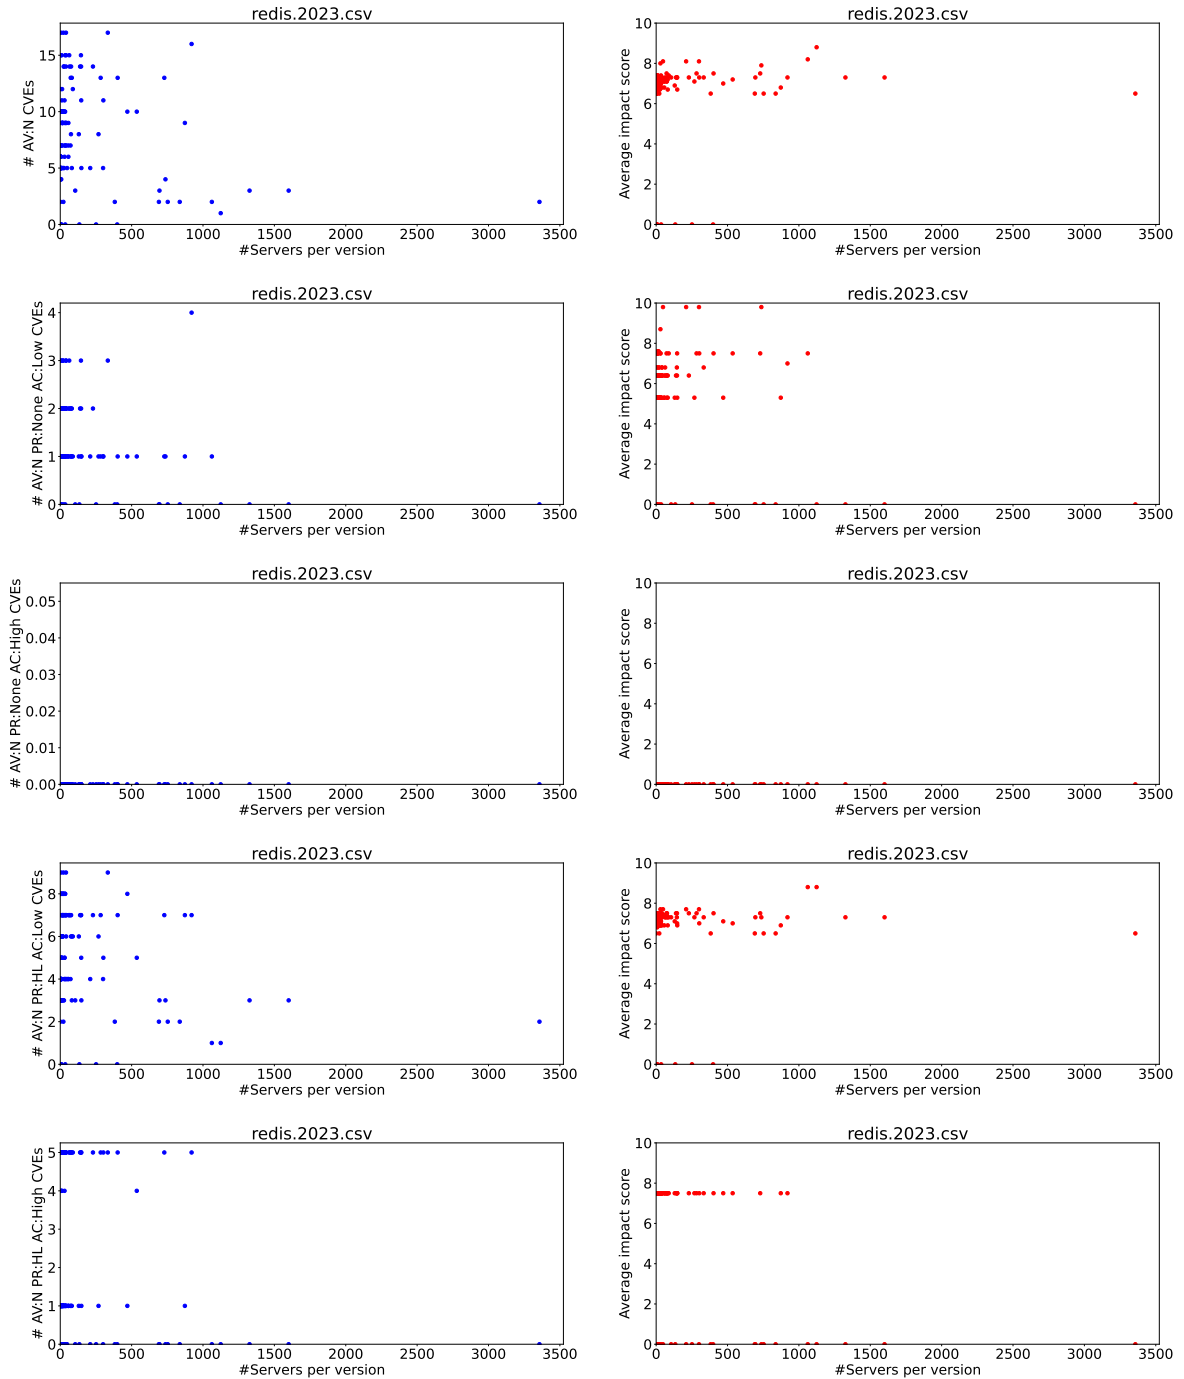 redis.2023.csv
# AV:N CVEs
15
10
5
0
0 500 1000 1500 2000 2500 3000 3500
#Servers per version
redis.2023.csv
Average impact score
10
8
6
4
2
0
0 500 1000 1500 2000 2500 3000 3500
#Servers per version
redis.2023.csv
# AV:N PR:None AC:Low CVEs
4
3
2
1
0
0 500 1000 1500 2000 2500 3000 3500
#Servers per version
redis.2023.csv
Average impact score
10
8
6
4
2
0
0 500 1000 1500 2000 2500 3000 3500
#Servers per version
redis.2023.csv
# AV:N PR:None AC:High CVEs
0.05
0.04
0.03
0.02
0.01
0.00
0 500 1000 1500 2000 2500 3000 3500
#Servers per version
redis.2023.csv
Average impact score
10
8
6
4
2
0
0 500 1000 1500 2000 2500 3000 3500
#Servers per version
redis.2023.csv
# AV:N PR:HL AC:Low CVEs
8
6
4
2
0
0 500 1000 1500 2000 2500 3000 3500
#Servers per version
redis.2023.csv
Average impact score
10
8
6
4
2
0
0 500 1000 1500 2000 2500 3000 3500
#Servers per version
redis.2023.csv
# AV:N PR:HL AC:High CVEs
5
4
3
2
1
0
0 500 1000 1500 2000 2500 3000 3500
#Servers per version
redis.2023.csv
Average impact score
10
8
6
4
2
0
0 500 1000 1500 2000 2500 3000 3500
#Servers per version